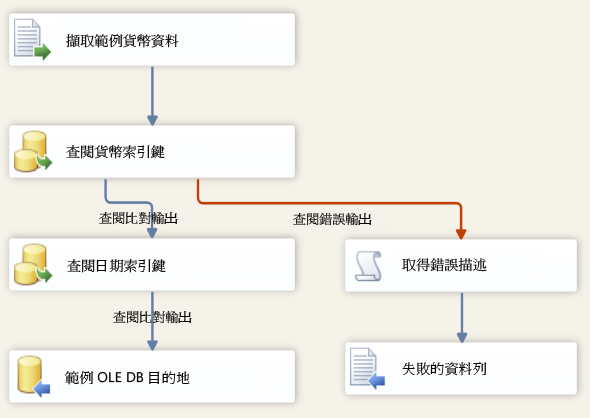 擷取範例貨幣資料
查閱貨幣索引鍵
查閱比對輸出
查閱錯誤輸出
查閱日期索引鍵
取得錯誤描述
查閱比對輸出
範例 OLE DB 目的地
失敗的資料列